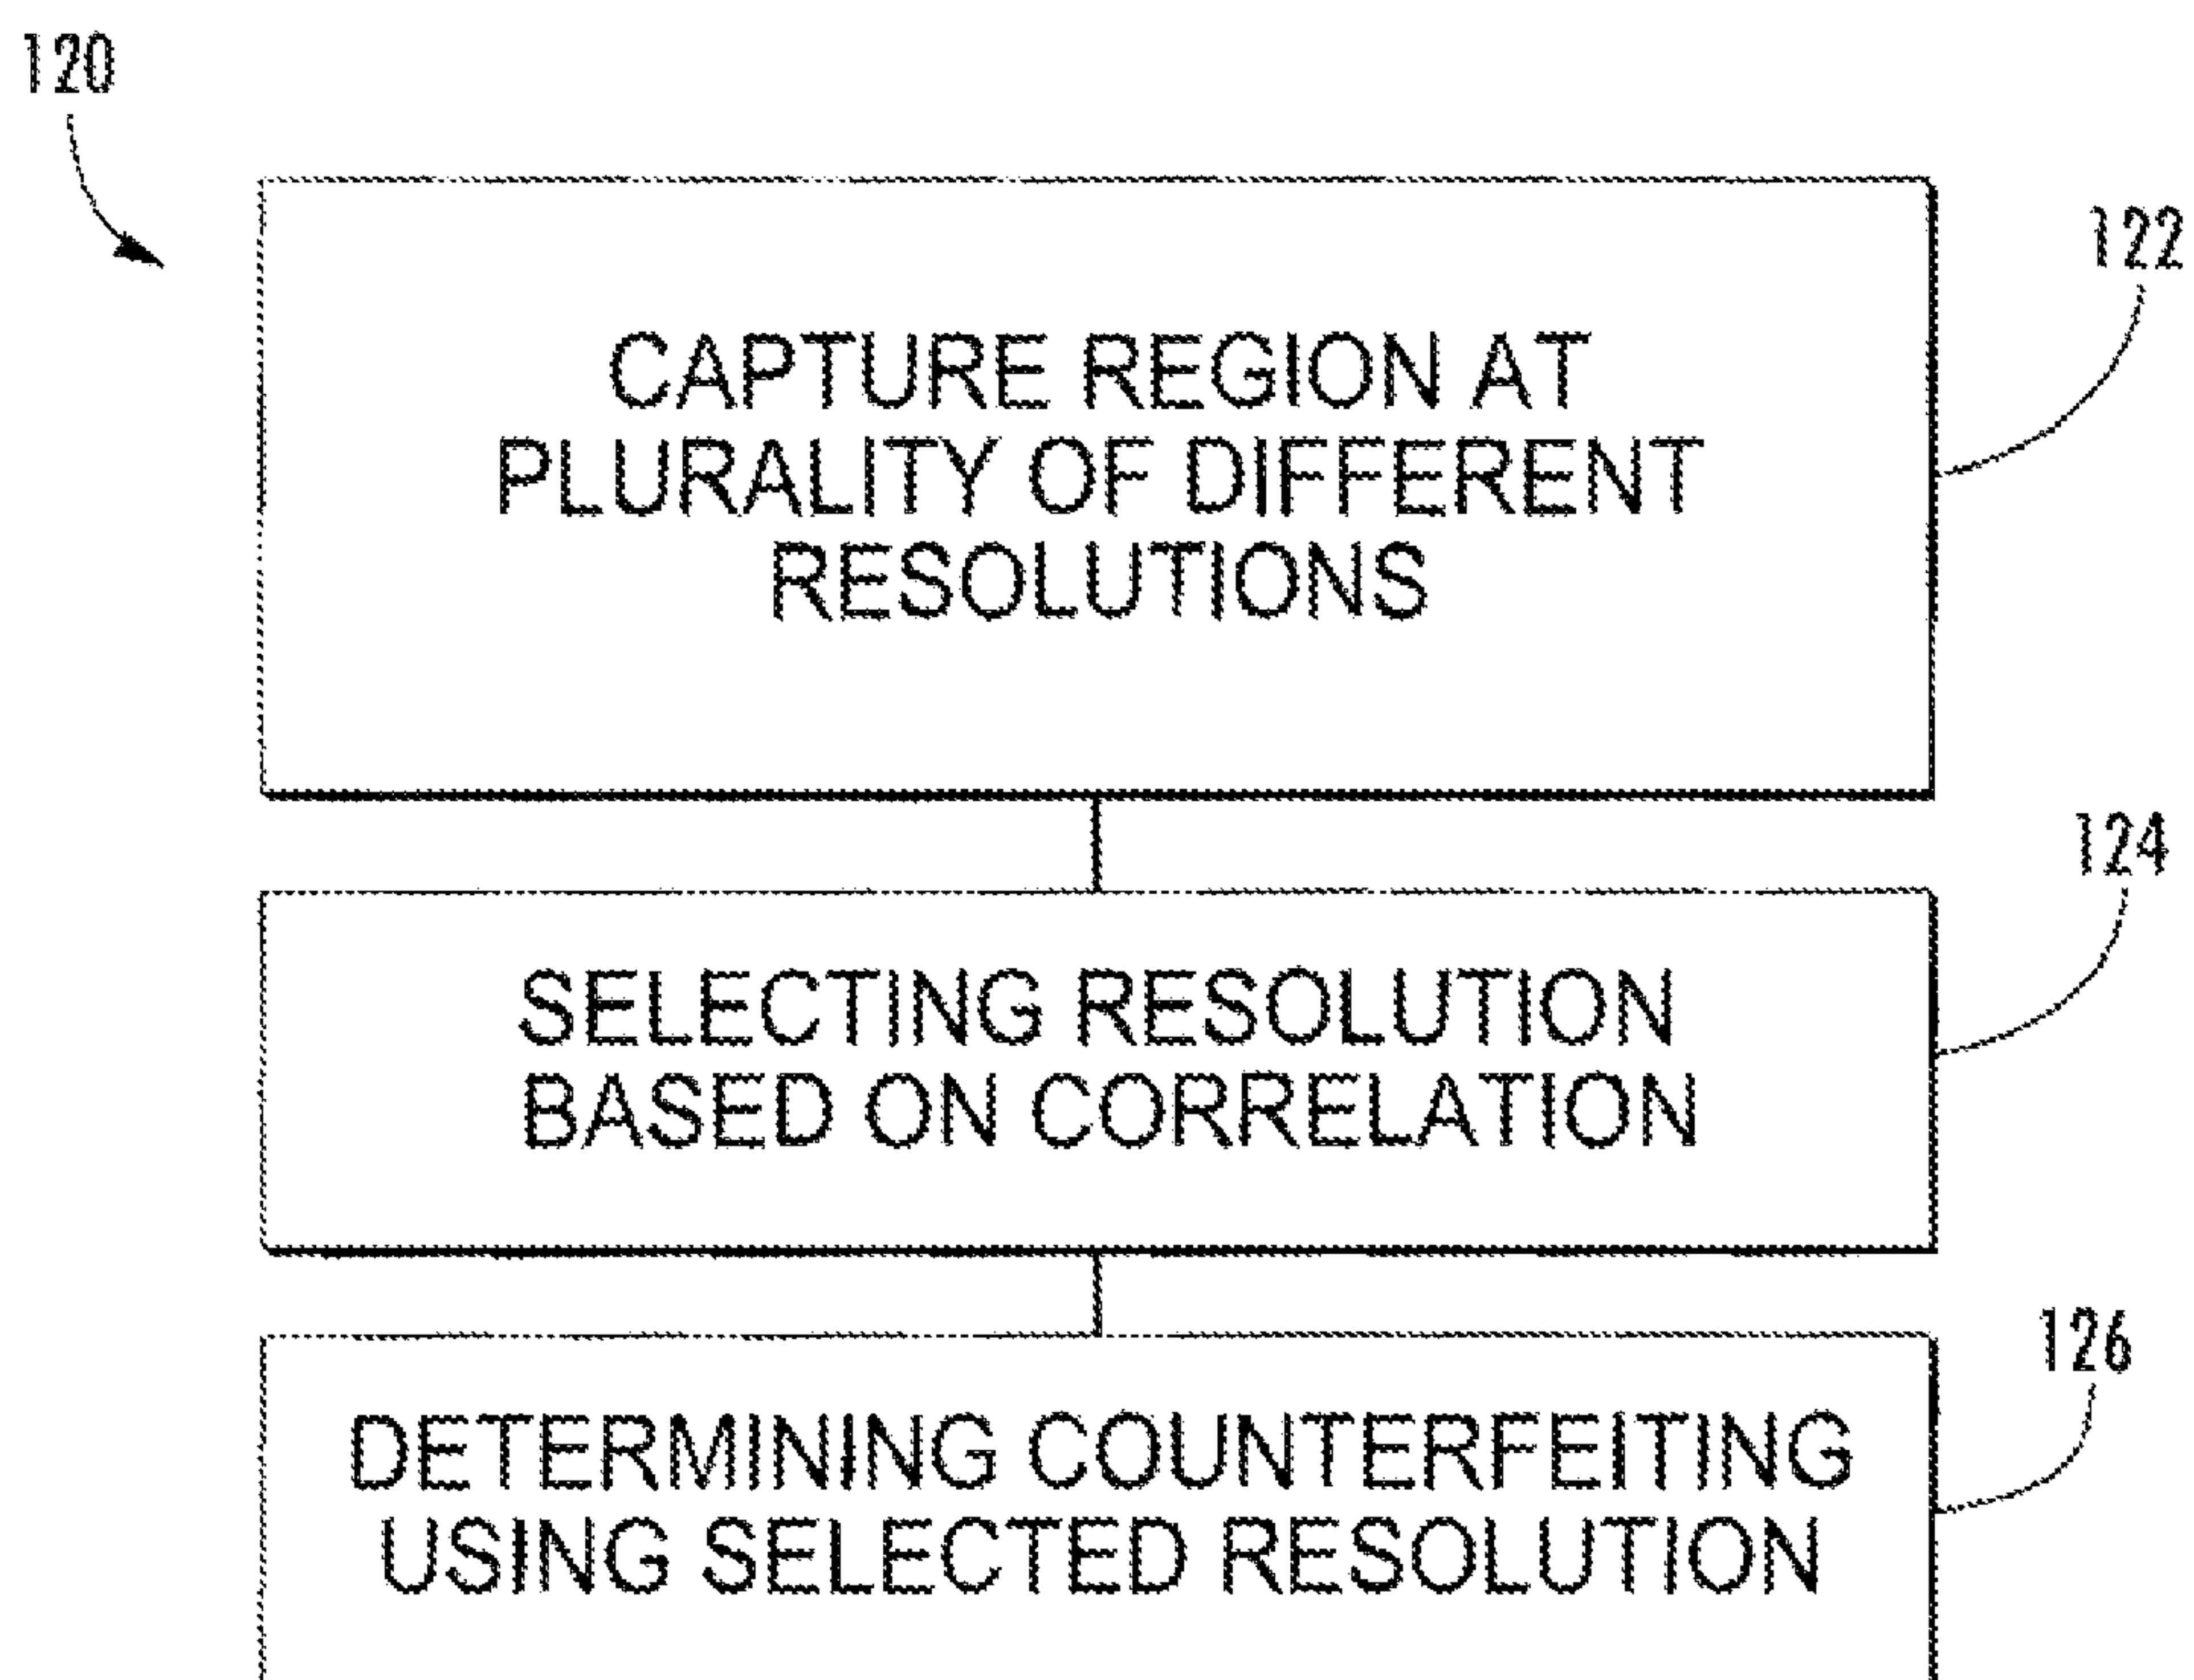 120
122
CAPTURE REGION AT
PLURALITY OF DIFFERENT
RESOLUTIONS
124
SELECTING RESOLUTION
BASED ON CORRELATION
126
DETERMINING COUNTERFEITING
USING SELECTED RESOLUTION